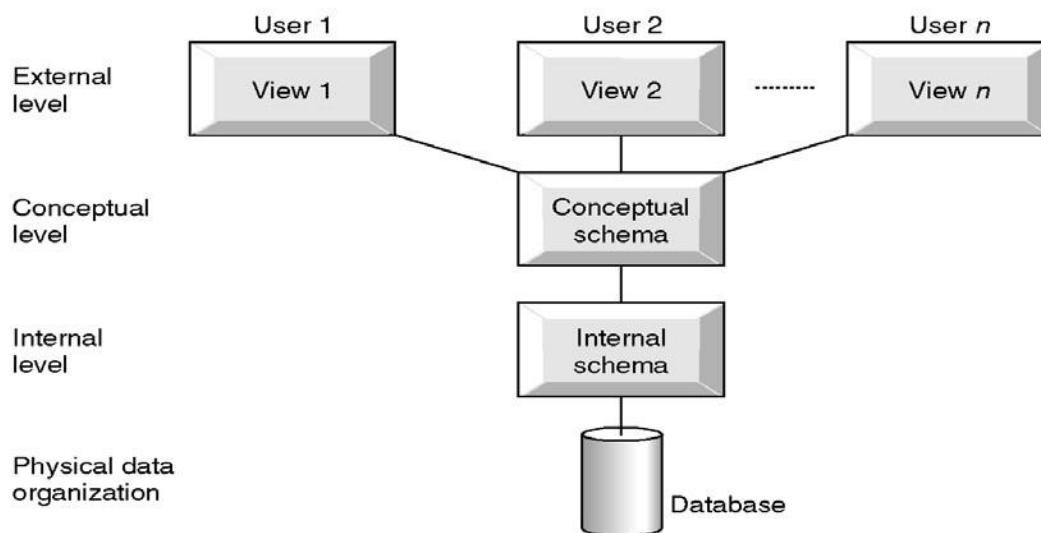 User 1
User 2
User n
External
level
View 1
View 2
View n
Conceptual
level
Conceptual
schema
Internal
level
Internal
schema
Physical data
organization
Database